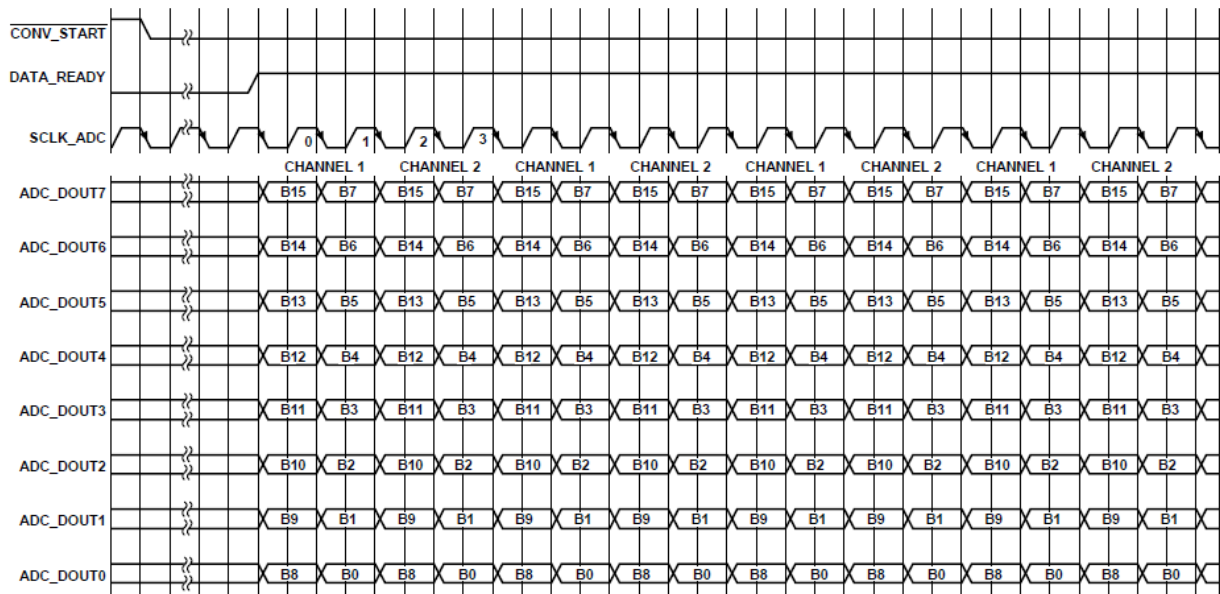 CONV_START
DATA_READY
SCLK_ADC 0 1 2 3
CHANNEL 1 CHANNEL 2 CHANNEL 1 CHANNEL 2 CHANNEL 1 CHANNEL 2 CHANNEL 1 CHANNEL 2
ADC_DOUT7 B15 B7 B15 B7 B15 B7 B15 B7 B15 B7 B15 B7 B15 B7 B15 B7
ADC_DOUT6 B14 B6 B14 B6 B14 B6 B14 B6 B14 B6 B14 B6 B14 B6 B14 B6
ADC_DOUT5 B13 B5 B13 B5 B13 B5 B13 B5 B13 B5 B13 B5 B13 B5 B13 B5
ADC_DOUT4 B12 B4 B12 B4 B12 B4 B12 B4 B12 B4 B12 B4 B12 B4 B12 B4
ADC_DOUT3 B11 B3 B11 B3 B11 B3 B11 B3 B11 B3 B11 B3 B11 B3 B11 B3
ADC_DOUT2 B10 B2 B10 B2 B10 B2 B10 B2 B10 B2 B10 B2 B10 B2 B10 B2
ADC_DOUT1 B9 B1 B9 B1 B9 B1 B9 B1 B9 B1 B9 B1 B9 B1 B9 B1
ADC_DOUT0 B8 B0 B8 B0 B8 B0 B8 B0 B8 B0 B8 B0 B8 B0 B8 B0